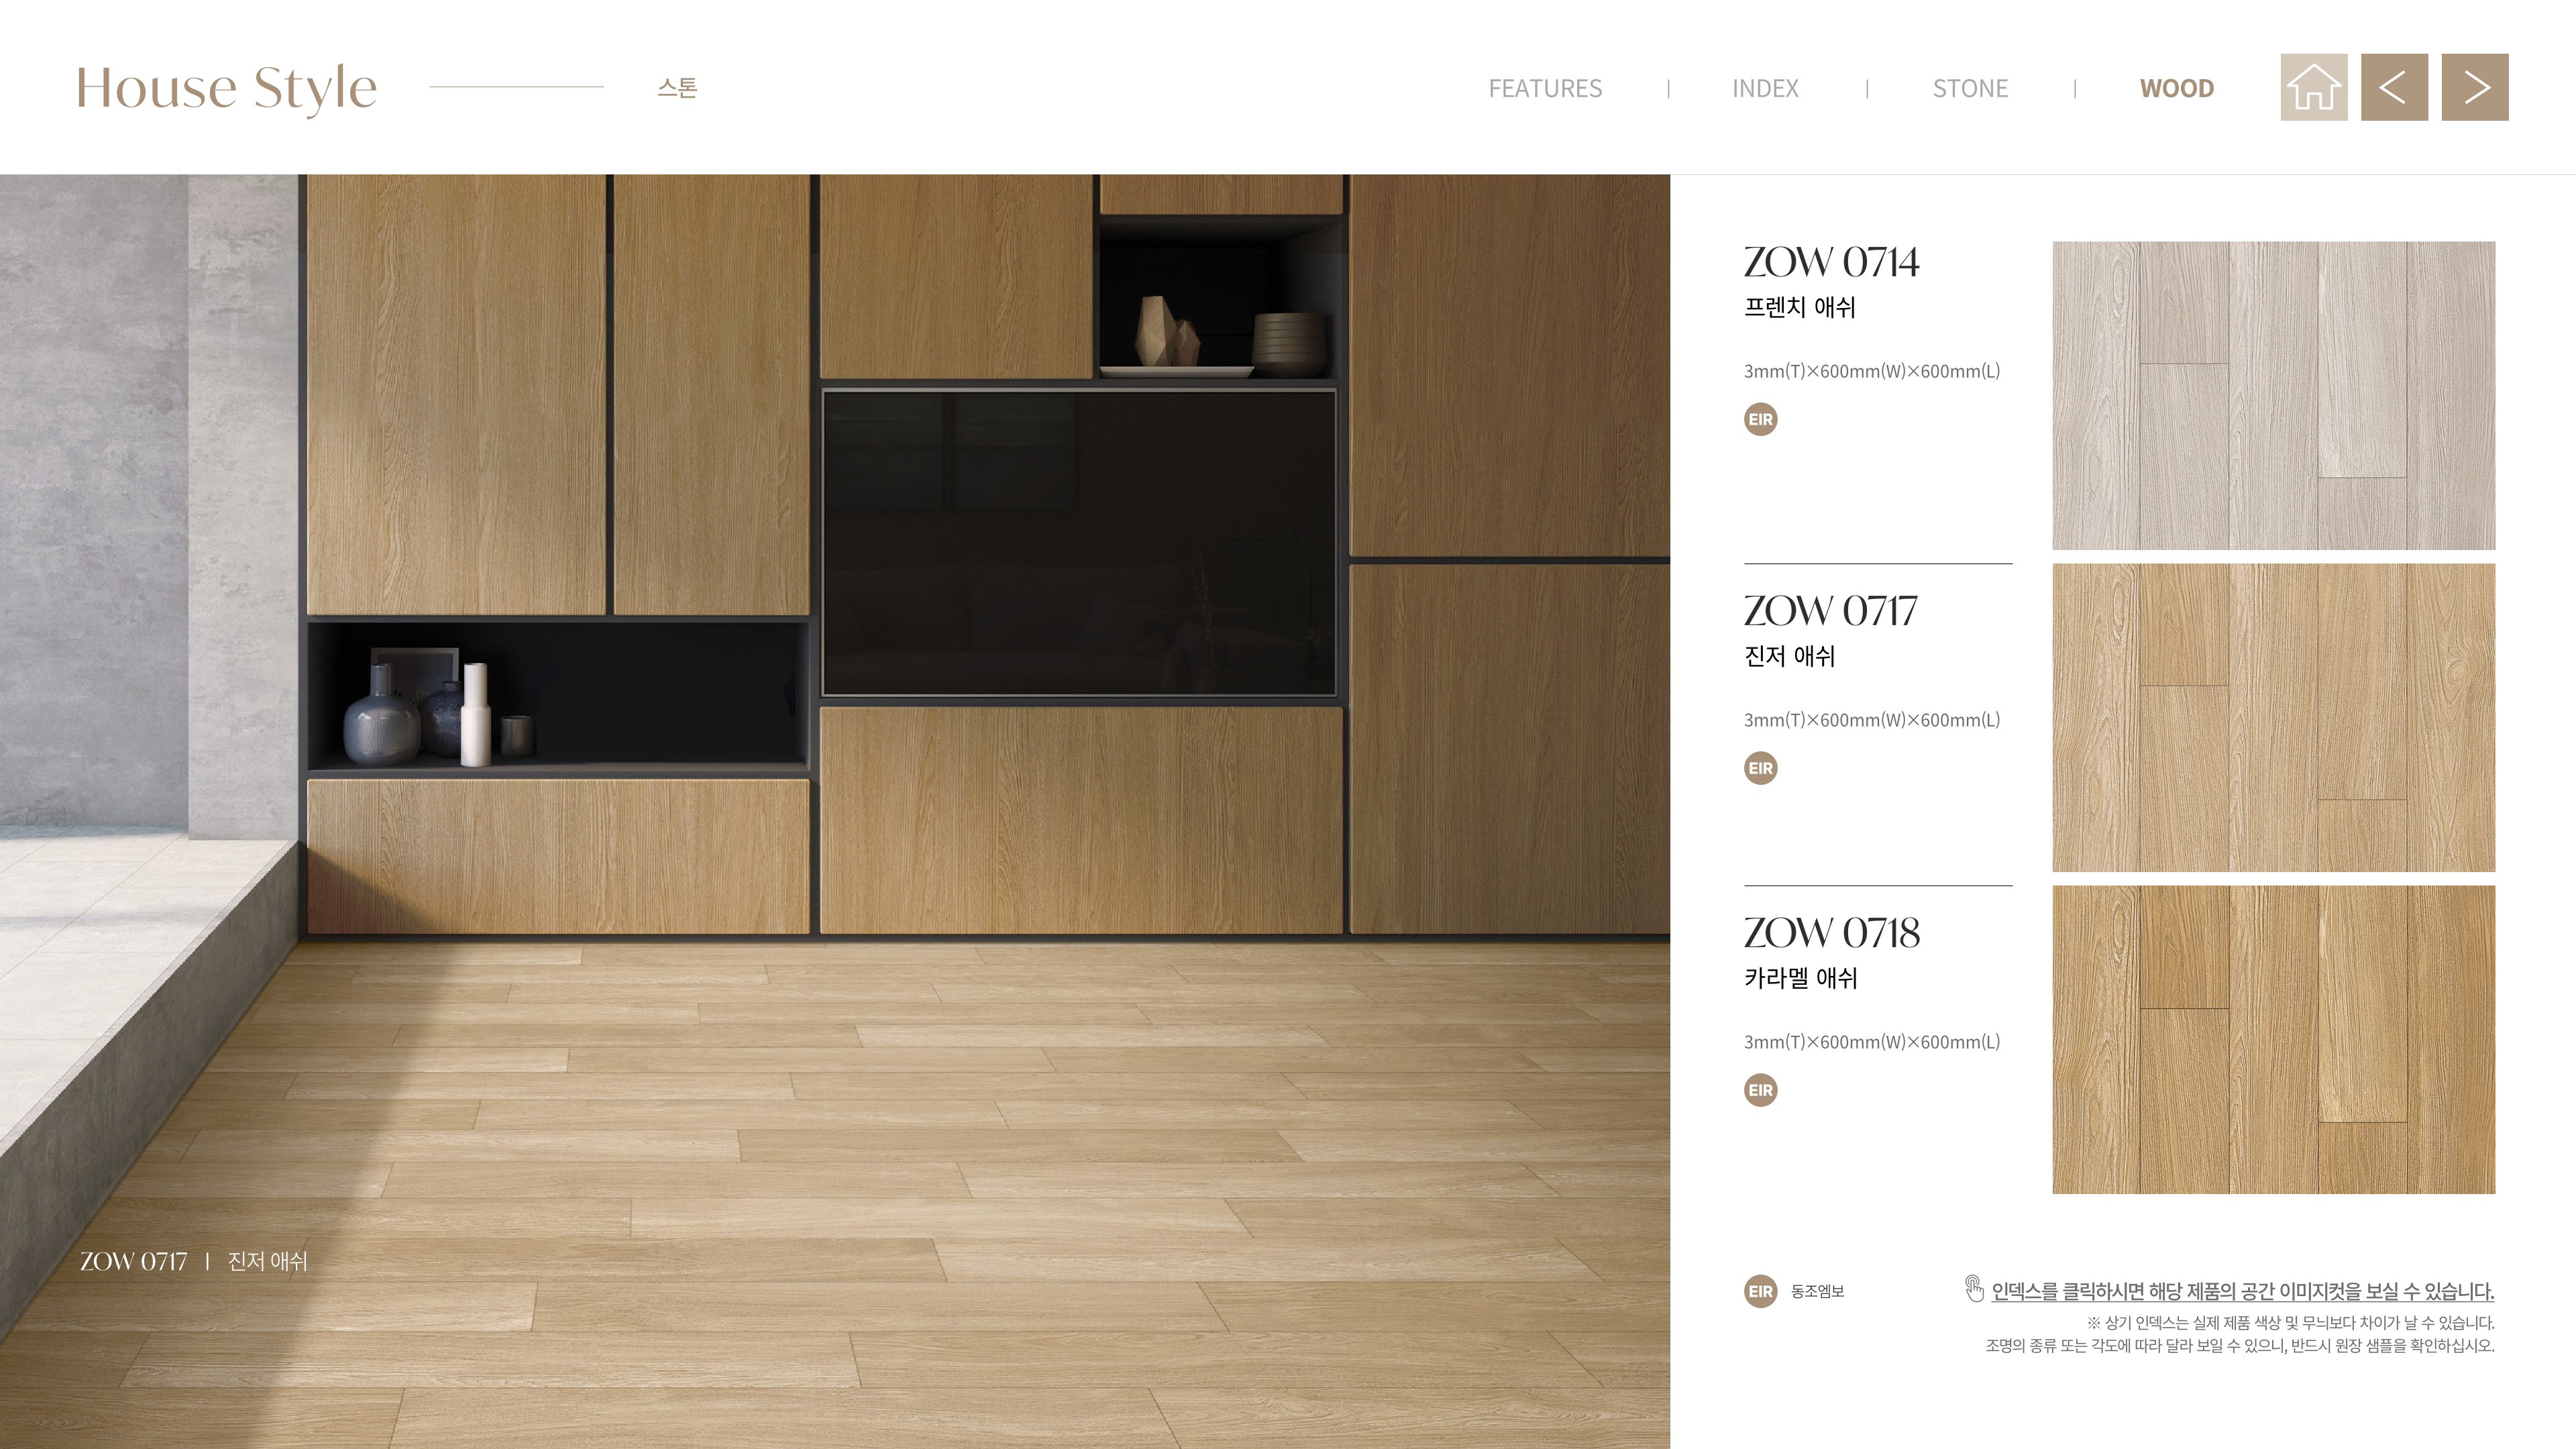 House Style
스톤
FEATURES | INDEX | STONE | WOOD
ZOW 0714
프렌치 애쉬
3mm(T)×600mm(W)×600mm(L)
EIR
ZOW 0717
진저 애쉬
3mm(T)×600mm(W)×600mm(L)
EIR
ZOW 0718
카라멜 애쉬
3mm(T)×600mm(W)×600mm(L)
EIR
ZOW 0717 | 진저 애쉬
EIR 동조엠보
인덱스를 클릭하시면 해당 제품의 공간 이미지컷을 보실 수 있습니다.
※ 상기 인덱스는 실제 제품 색상 및 무늬보다 차이가 날 수 있습니다.
조명의 종류 또는 각도에 따라 달라 보일 수 있으니, 반드시 원장 샘플을 확인하십시오.